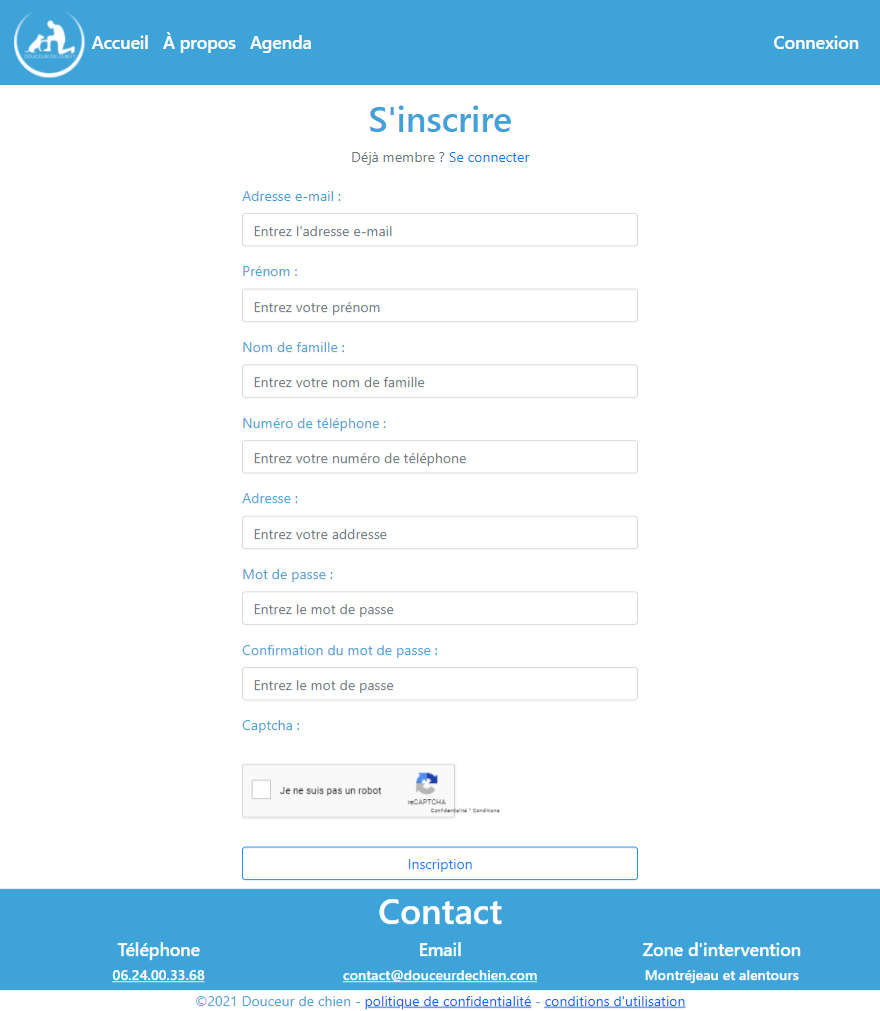 DOUCEUR DE CHIEN
Accueil À propos Agenda Connexion
S'inscrire
Déjà membre ? Se connecter
Adresse e-mail :
Entrez l'adresse e-mail
Prénom :
Entrez votre prénom
Nom de famille :
Entrez votre nom de famille
Numéro de téléphone :
Entrez votre numéro de téléphone
Adresse :
Entrez votre addresse
Mot de passe :
Entrez le mot de passe
Confirmation du mot de passe :
Entrez le mot de passe
Captcha :
Je ne suis pas un robot
reCAPTCHA
Confidentialité * Conditions
Inscription
Contact
Téléphone Email Zone d'intervention
06.24.00.33.68 contact@douceurdechien.com Montréjeau et alentours
©2021 Douceur de chien - politique de confidentialité - conditions d'utilisation